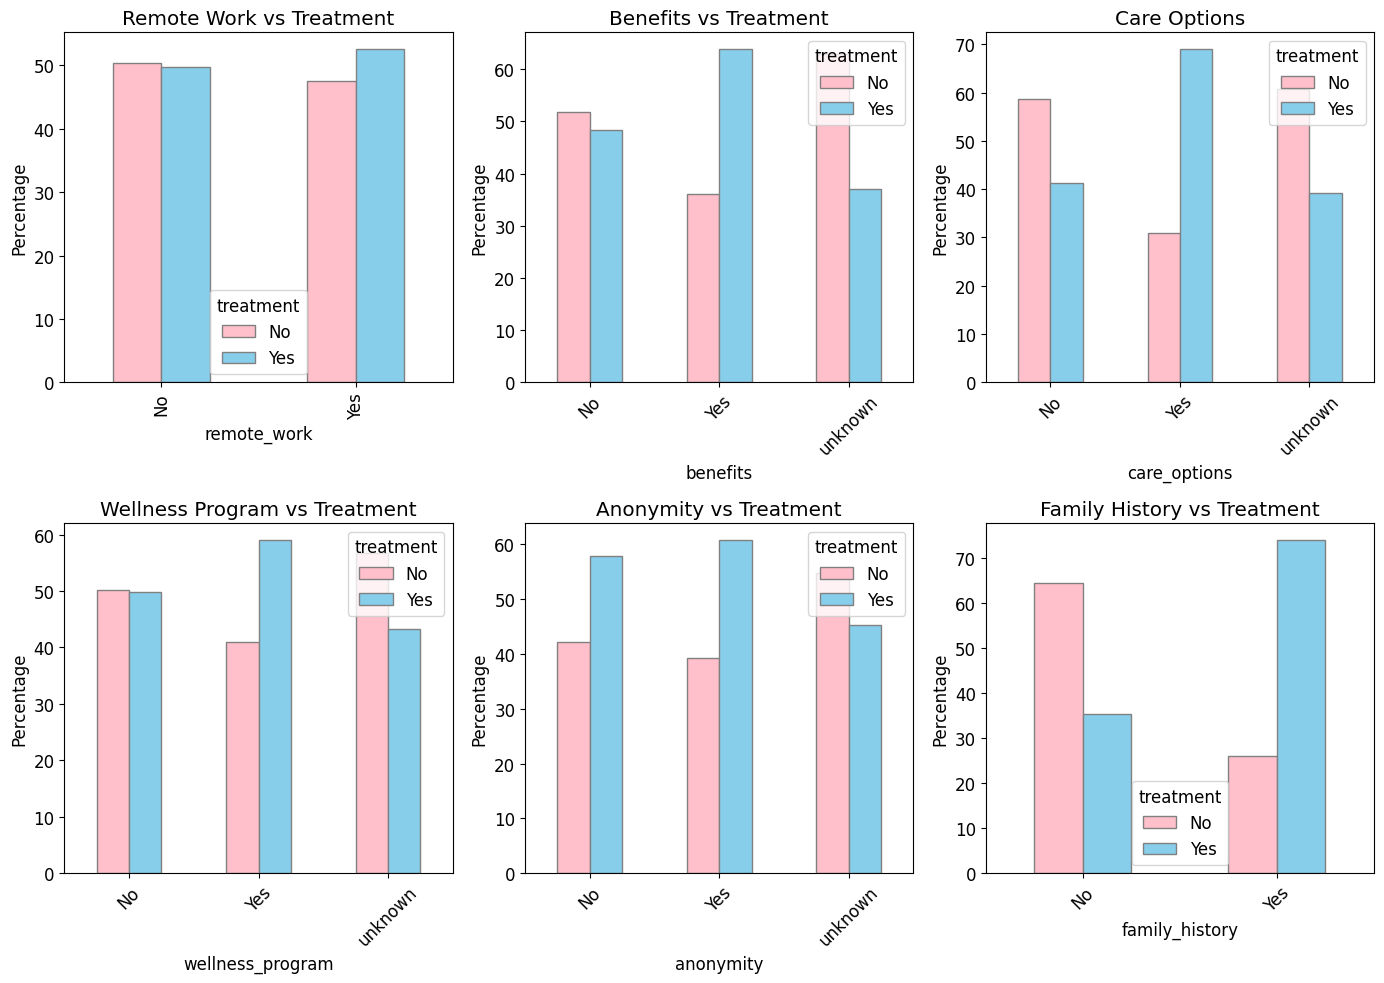 Remote Work vs Treatment
Percentage
50
40
30
20
10
0
treatment
No
Yes
No
Yes
remote_work
Benefits vs Treatment
Percentage
60
50
40
30
20
10
0
treatment
No
Yes
No
Yes
unknown
benefits
Care Options
Percentage
70
60
50
40
30
20
10
0
treatment
No
Yes
No
Yes
unknown
care_options
Wellness Program vs Treatment
Percentage
60
50
40
30
20
10
0
treatment
No
Yes
No
Yes
unknown
wellness_program
Anonymity vs Treatment
Percentage
60
50
40
30
20
10
0
treatment
No
Yes
No
Yes
unknown
anonymity
Family History vs Treatment
Percentage
70
60
50
40
30
20
10
0
treatment
No
Yes
No
Yes
family_history